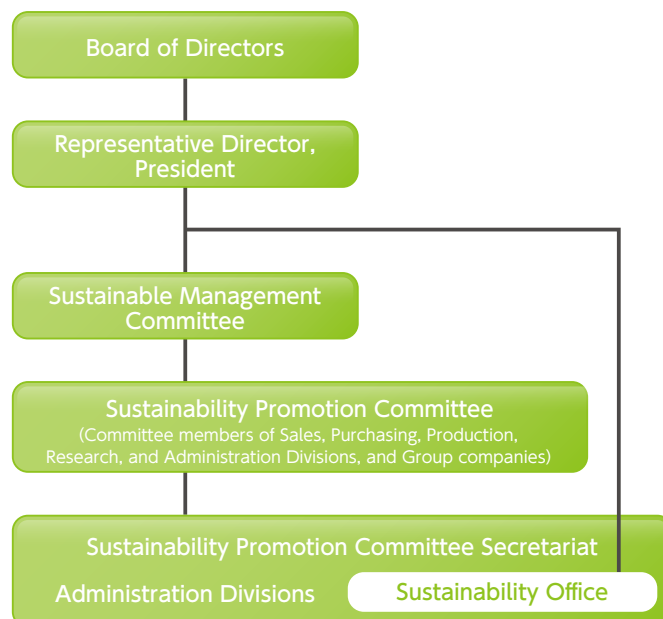 Board of Directors
Representative Director,
President
Sustainable Management
Committee
Sustainability Promotion Committee
(Committee members of Sales, Purchasing, Production,
Research, and Administration Divisions, and Group companies)
Sustainability Promotion Committee Secretariat
Administration Divisions
Sustainability Office